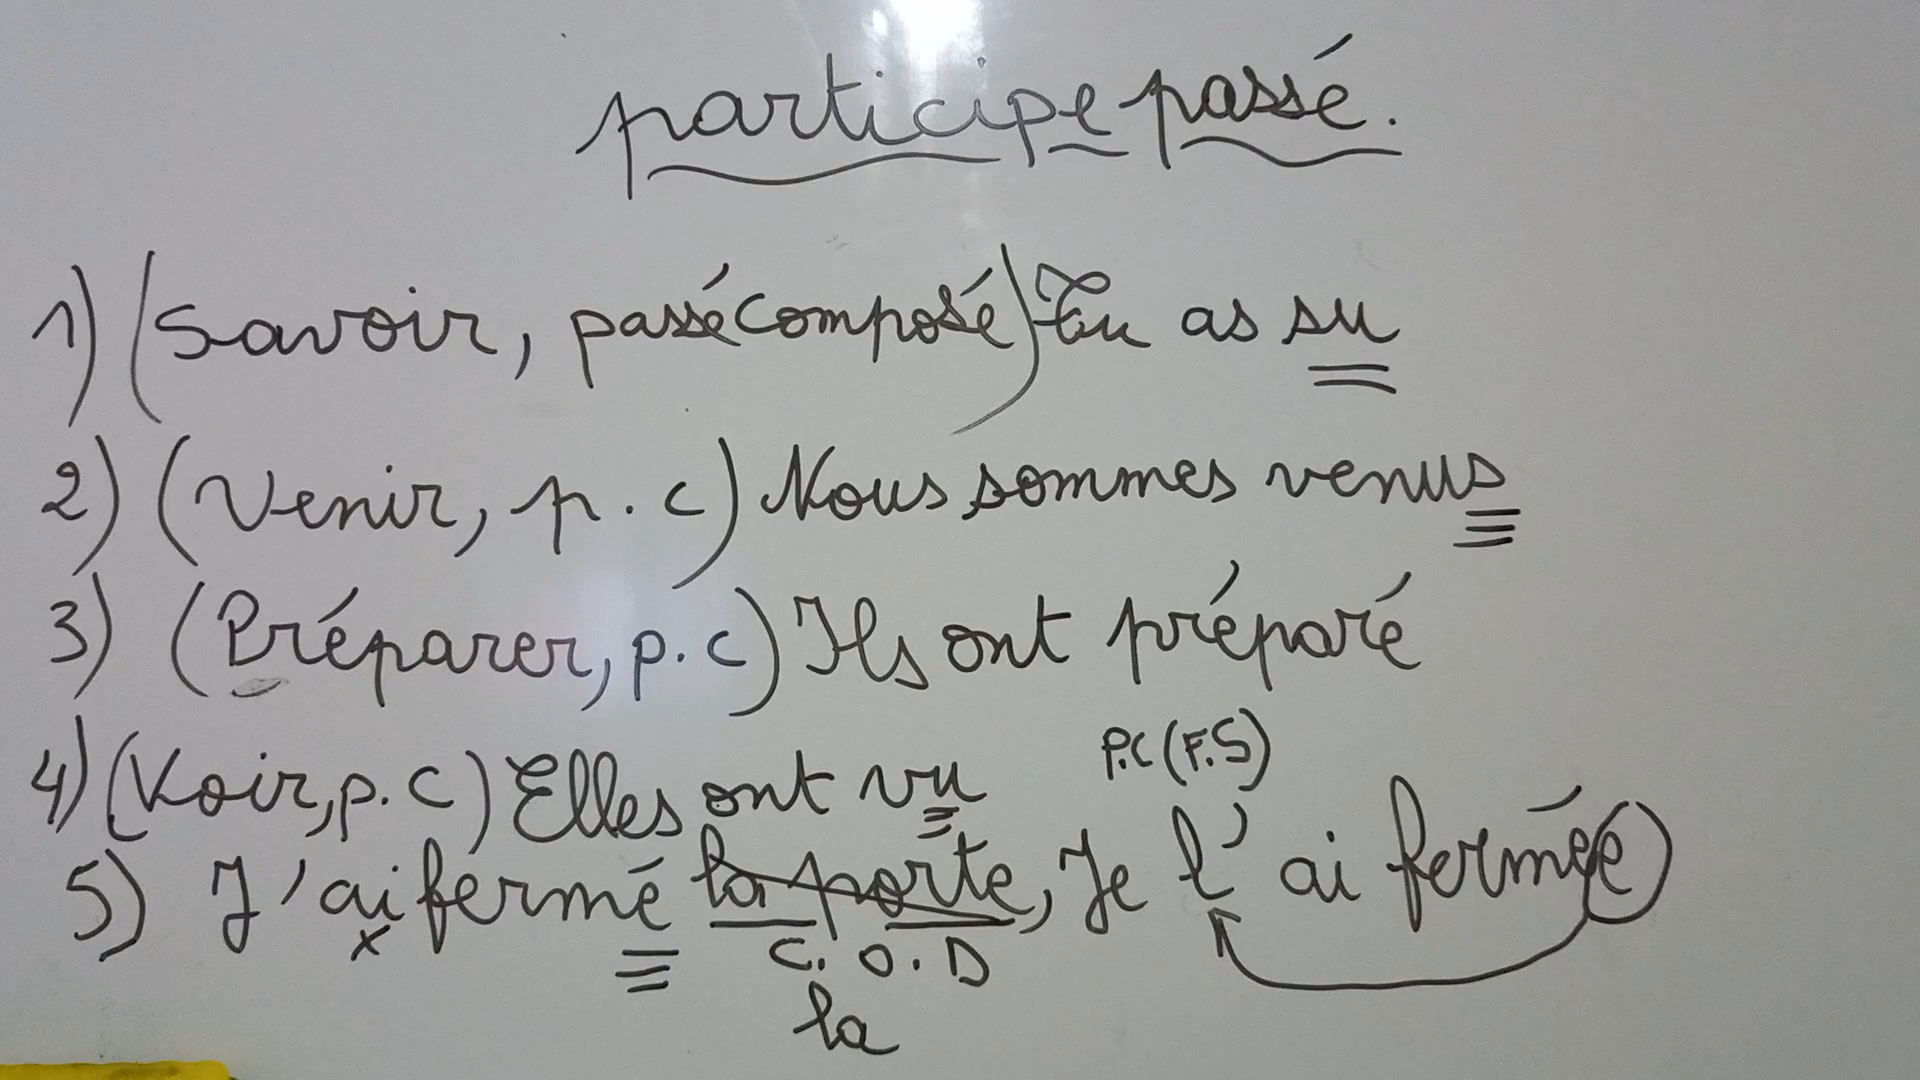 participe passé.
1) (Savoir, passé composé) Tu as su
2) (Venir, p.c) Nous sommes venus
3) (Préparer, p.c) Ils ont préparé
4) (Voir, p.c) Elles ont vu
P.C (F.S)
5) J'ai fermé la porte, Je l'ai fermée
x
C.O.D
la